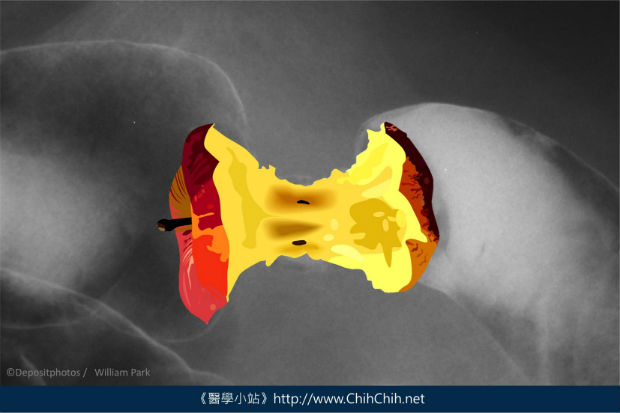 ©Depositphotos / William Park
《醫學小站》http://www.ChihChih.net